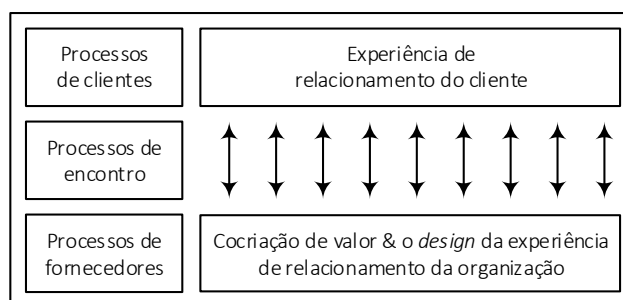 Processos
de clientes
Experiência de
relacionamento do cliente
Processos de
encontro
Processos de
fornecedores
Cocriação de valor & o design da experiência
de relacionamento da organização